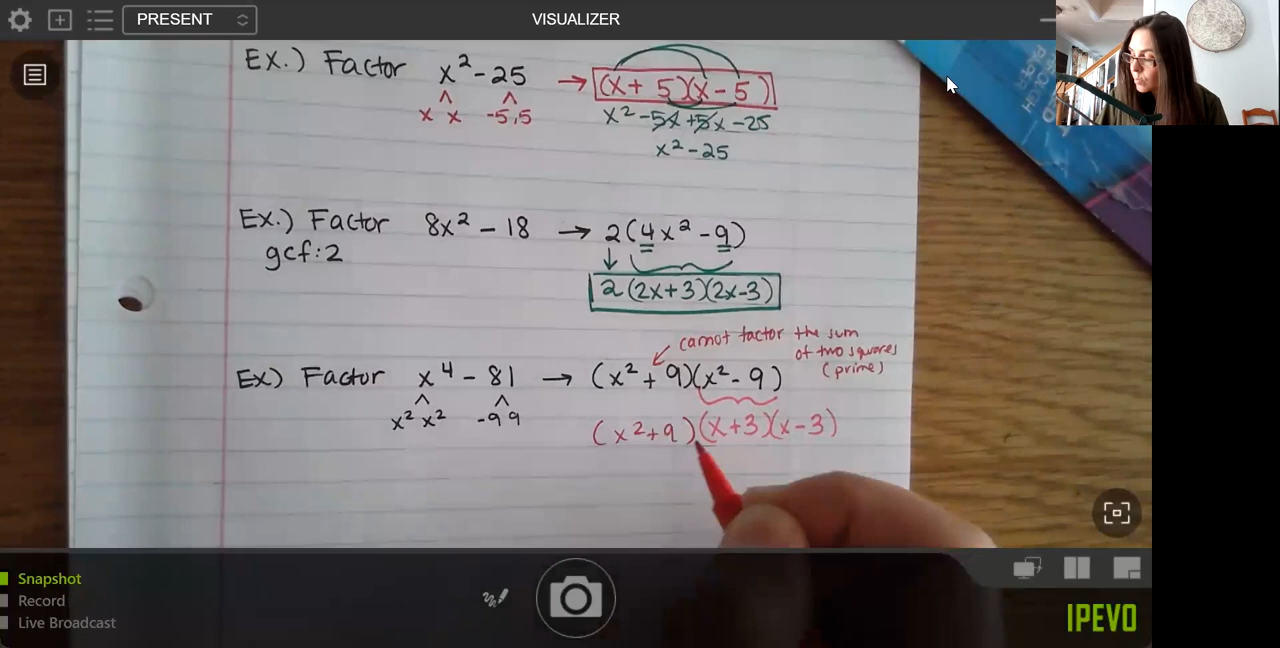 PRESENT
VISUALIZER
Ex.) Factor x² - 25 → (x + 5)(x - 5)
x x -5,5 x² - 5x + 5x - 25
x² - 25
Ex.) Factor 8x² - 18 → 2(4x² - 9)
gcf: 2
2(2x+3)(2x-3)
cannot factor the sum
of two squares
(prime)
Ex) Factor x⁴ - 81 → (x² + 9)(x² - 9)
x² x² -9 9
(x² + 9)(x + 3)(x - 3)
Snapshot
Record
Live Broadcast
IPEVO